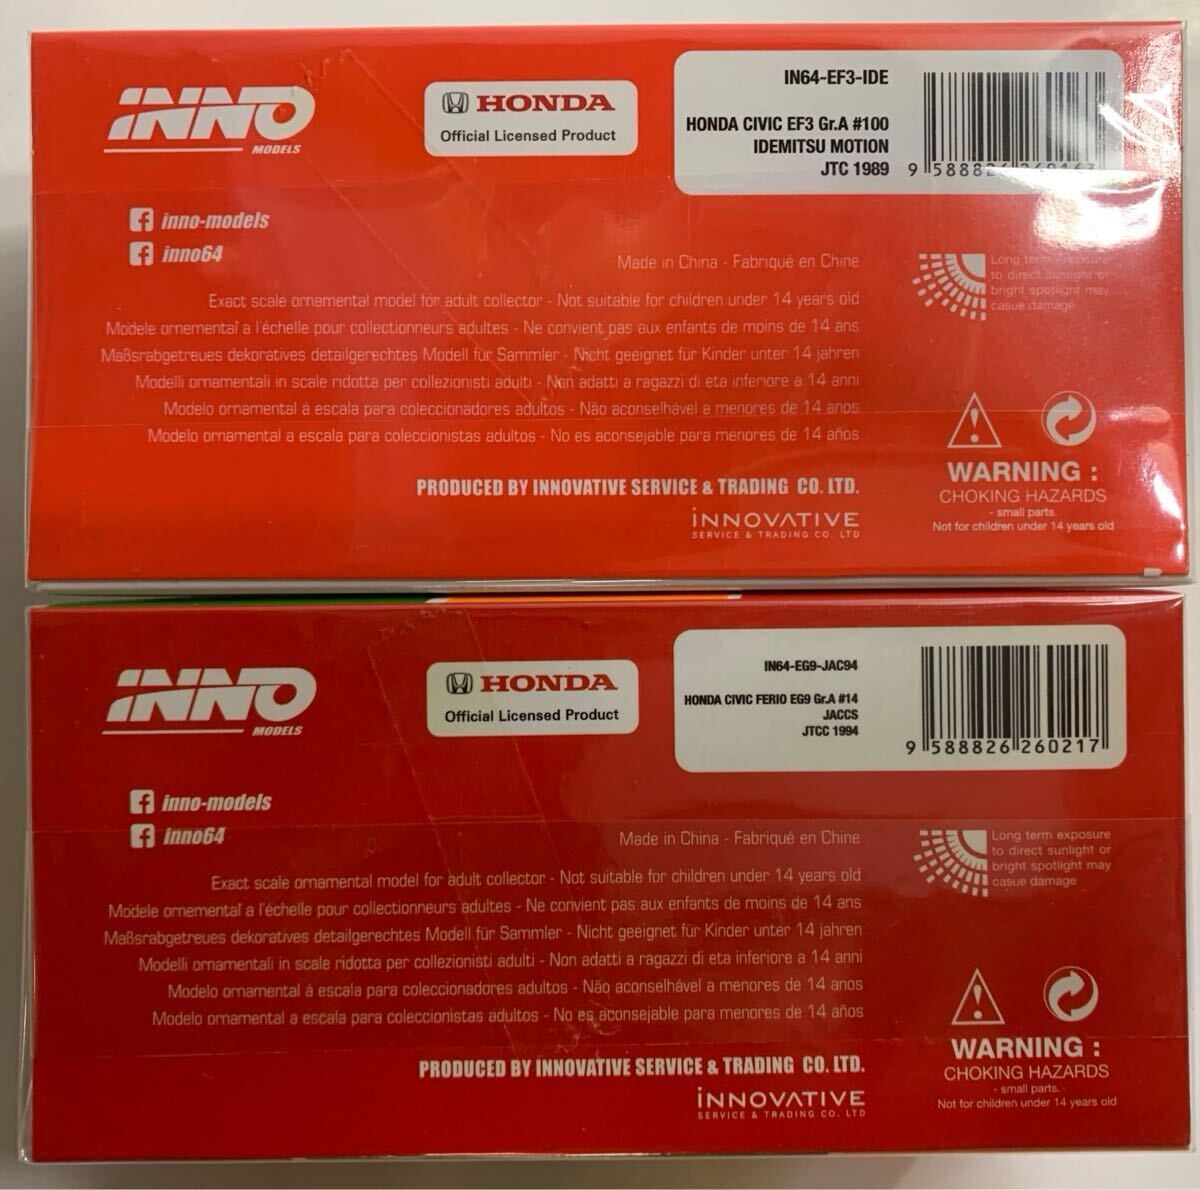 INNO
MODELS
HONDA
Official Licensed Product
IN64-EF3-IDE
HONDA CIVIC EF3 Gr.A #100
IDEMITSU MOTION
JTC 1989
9 588826 260163
inno-models
inno64
Made in China - Fabriqué en Chine
Long term exposure
to direct sunlight or
bright spotlight may
casue damage
Exact scale ornamental model for adult collector - Not suitable for children under 14 years old
Modele ornemental a l'échelle pour collectionneurs adultes - Ne convient pas aux enfants de moins de 14 ans
Maßsrabgetreues dekoratives detailgerechtes Modell für Sammler - Nicht geeignet für Kinder unter 14 jahren
Modelli ornamentali in scale ridotta per collezionisti adulti - Non adatti a ragazzi di eta inferiore a 14 anni
Modelo ornamental á escala para coleccionadores adultos - Não aconselhável a menores de 14 anos
Modelo ornamental a escala para coleccionistas adultos - No es aconsejable para menores de 14 años
WARNING :
CHOKING HAZARDS
- small parts.
Not for children under 14 years old
PRODUCED BY INNOVATIVE SERVICE & TRADING CO. LTD.
INNOVATIVE
SERVICE & TRADING CO. LTD
INNO
MODELS
HONDA
Official Licensed Product
IN64-EG9-JAC94
HONDA CIVIC FERIO EG9 Gr.A #14
JACCS
JTCC 1994
9 588826 260217
inno-models
inno64
Made in China - Fabriqué en Chine
Long term exposure
to direct sunlight or
bright spotlight may
casue damage
Exact scale ornamental model for adult collector - Not suitable for children under 14 years old
Modele ornemental a l'échelle pour collectionneurs adultes - Ne convient pas aux enfants de moins de 14 ans
Maßsrabgetreues dekoratives detailgerechtes Modell für Sammler - Nicht geeignet für Kinder unter 14 jahren
Modelli ornamentali in scale ridotta per collezionisti adulti - Non adatti a ragazzi di eta inferiore a 14 anni
Modelo ornamental á escala para coleccionadores adultos - Não aconselhável a menores de 14 anos
Modelo ornamental a escala para coleccionistas adultos - No es aconsejable para menores de 14 años
WARNING :
CHOKING HAZARDS
- small parts.
Not for children under 14 years old
PRODUCED BY INNOVATIVE SERVICE & TRADING CO. LTD.
INNOVATIVE
SERVICE & TRADING CO. LTD